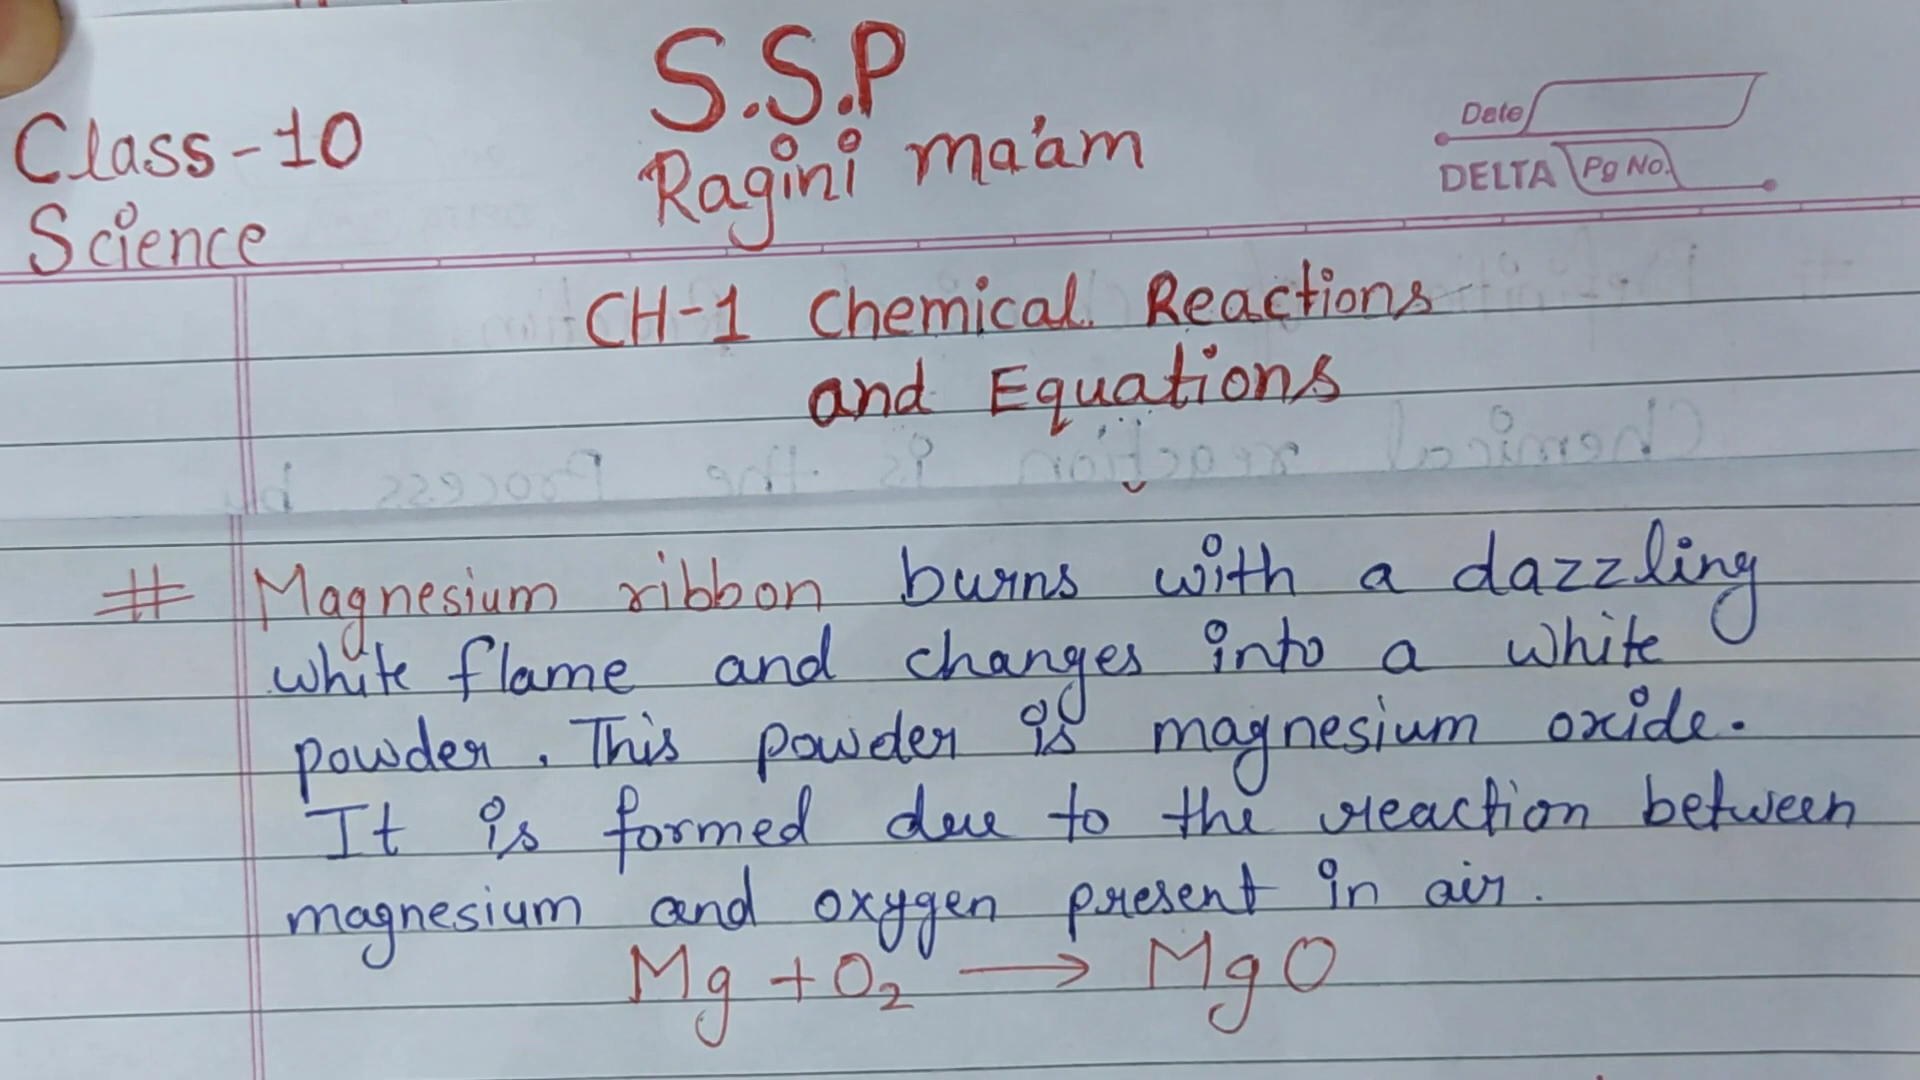 S.S.P
Class-10
Ragini ma'am
Science
Date
DELTA Pg No.
CH-1 Chemical Reactions
and Equations
# Magnesium ribbon burns with a dazzling
white flame and changes into a white
powder. This powder is magnesium oxide.
It is formed due to the reaction between
magnesium and oxygen present in air.
Mg + O₂ → MgO